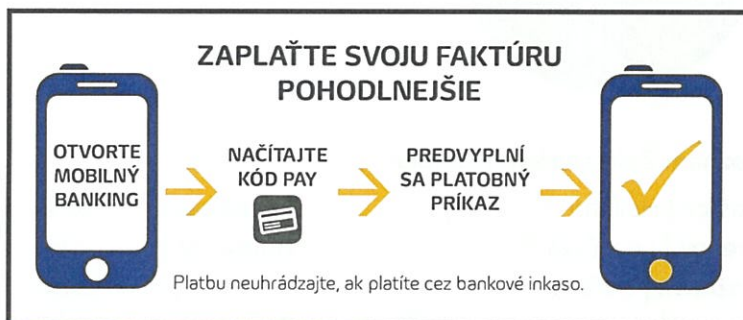 ZAPLAŤTE SVOJU FAKTÚRU
POHODLNEJŠIE
OTVORTE
MOBILNÝ
BANKING
NAČÍTAJTE
KÓD PAY
PREDVYPLNÍ
SA PLATOBNÝ
PRÍKAZ
Platbu neuhrádzajte, ak platíte cez bankové inkaso.